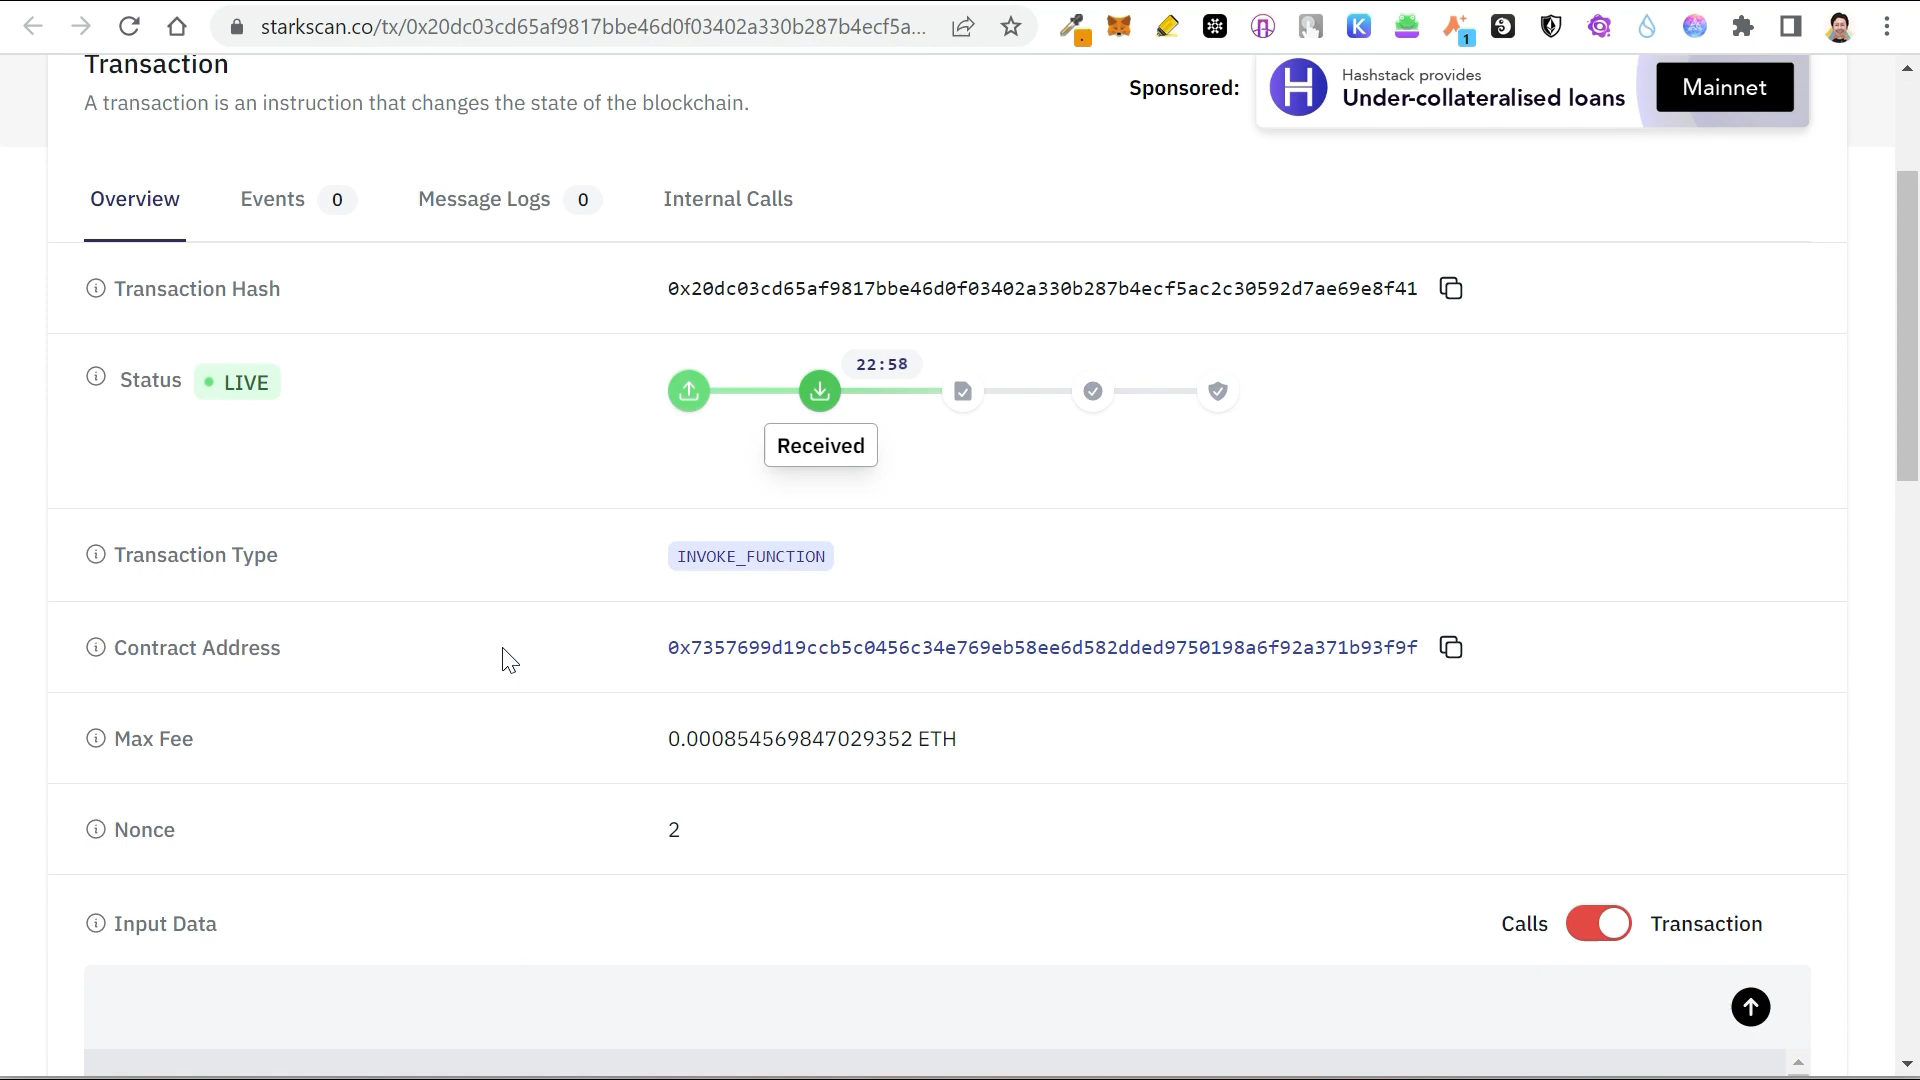 starkscan.co/tx/0x20dc03cd65af9817bbe46d0f03402a330b287b4ecf5a...
1
Transaction
A transaction is an instruction that changes the state of the blockchain.
Sponsored:
Hashstack provides
Under-collateralised loans
Mainnet
Overview
Events 0
Message Logs 0
Internal Calls
Transaction Hash
0x20dc03cd65af9817bbe46d0f03402a330b287b4ecf5ac2c30592d7ae69e8f41
Status
LIVE
22:58
Received
Transaction Type
INVOKE_FUNCTION
Contract Address
0x7357699d19ccb5c0456c34e769eb58ee6d582dded9750198a6f92a371b93f9f
Max Fee
0.000854569847029352 ETH
Nonce
2
Input Data
Calls
Transaction